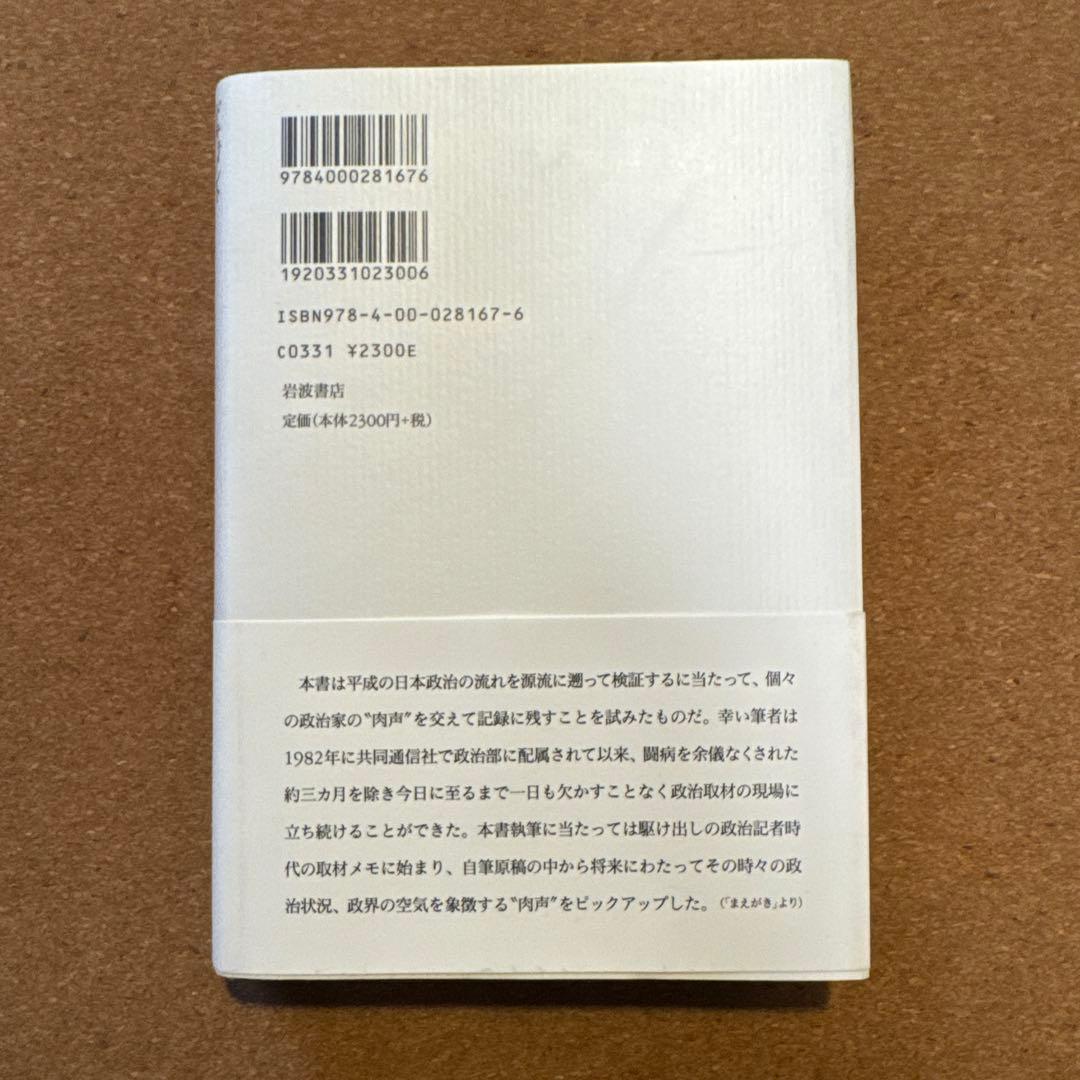 9784000281676
1920331023006
ISBN978-4-00-028167-6
C0331 ¥2300E
岩波書店
定価(本体2300円+税)
本書は平成の日本政治の流れを源流に遡って検証するに当たって、個々
の政治家の〝肉声〟を交えて記録に残すことを試みたものだ。幸い筆者は
1982年に共同通信社で政治部に配属されて以来、闘病を余儀なくされた
約三カ月を除き今日に至るまで一日も欠かすことなく政治取材の現場に
立ち続けることができた。本書執筆に当たっては駆け出しの政治記者時
代の取材メモに始まり、自筆原稿の中から将来にわたってその時々の政
治状況、政界の空気を象徴する〝肉声〟をピックアップした。(「まえがき」より)